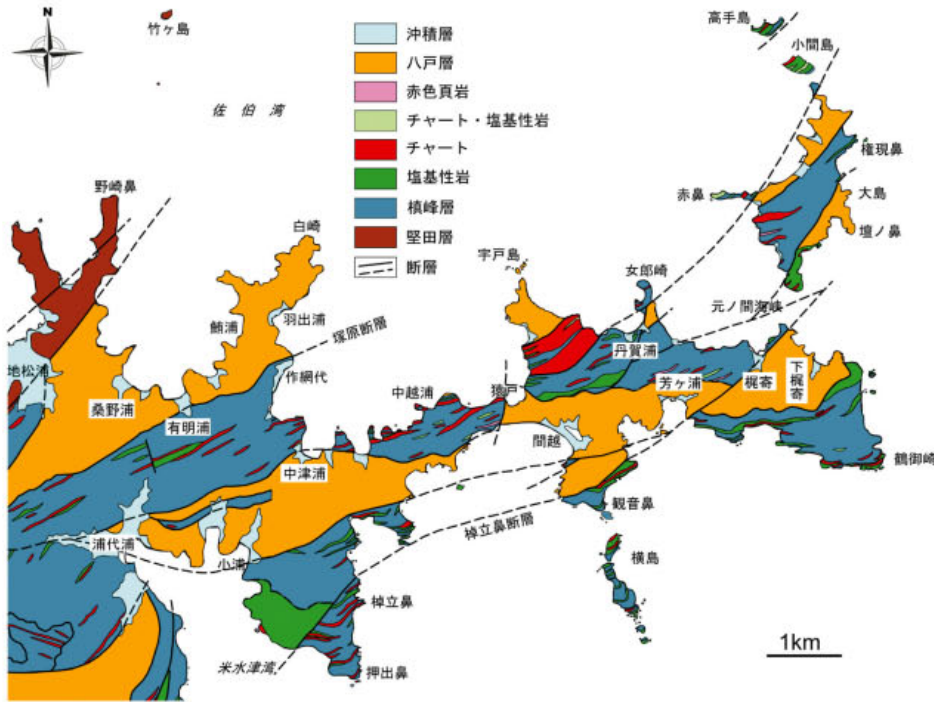 N
竹ヶ島
佐伯湾
沖積層
八戸層
赤色頁岩
チャート・塩基性岩
チャート
塩基性岩
槙峰層
堅田層
断層
高手島
小間島
権現鼻
大島
赤鼻
壇ノ鼻
元ノ間海峡
野崎鼻
白崎
宇戸島
女郎崎
鮪浦
羽出浦
塚原断層
地松浦
作網代
丹賀浦
桑野浦
中越浦
猿戸
芳ヶ浦
梶寄
下梶寄
有明浦
間越
中津浦
鶴御崎
観音鼻
棹立鼻断層
浦代浦
小浦
横島
棹立鼻
米水津湾
押出鼻
1km